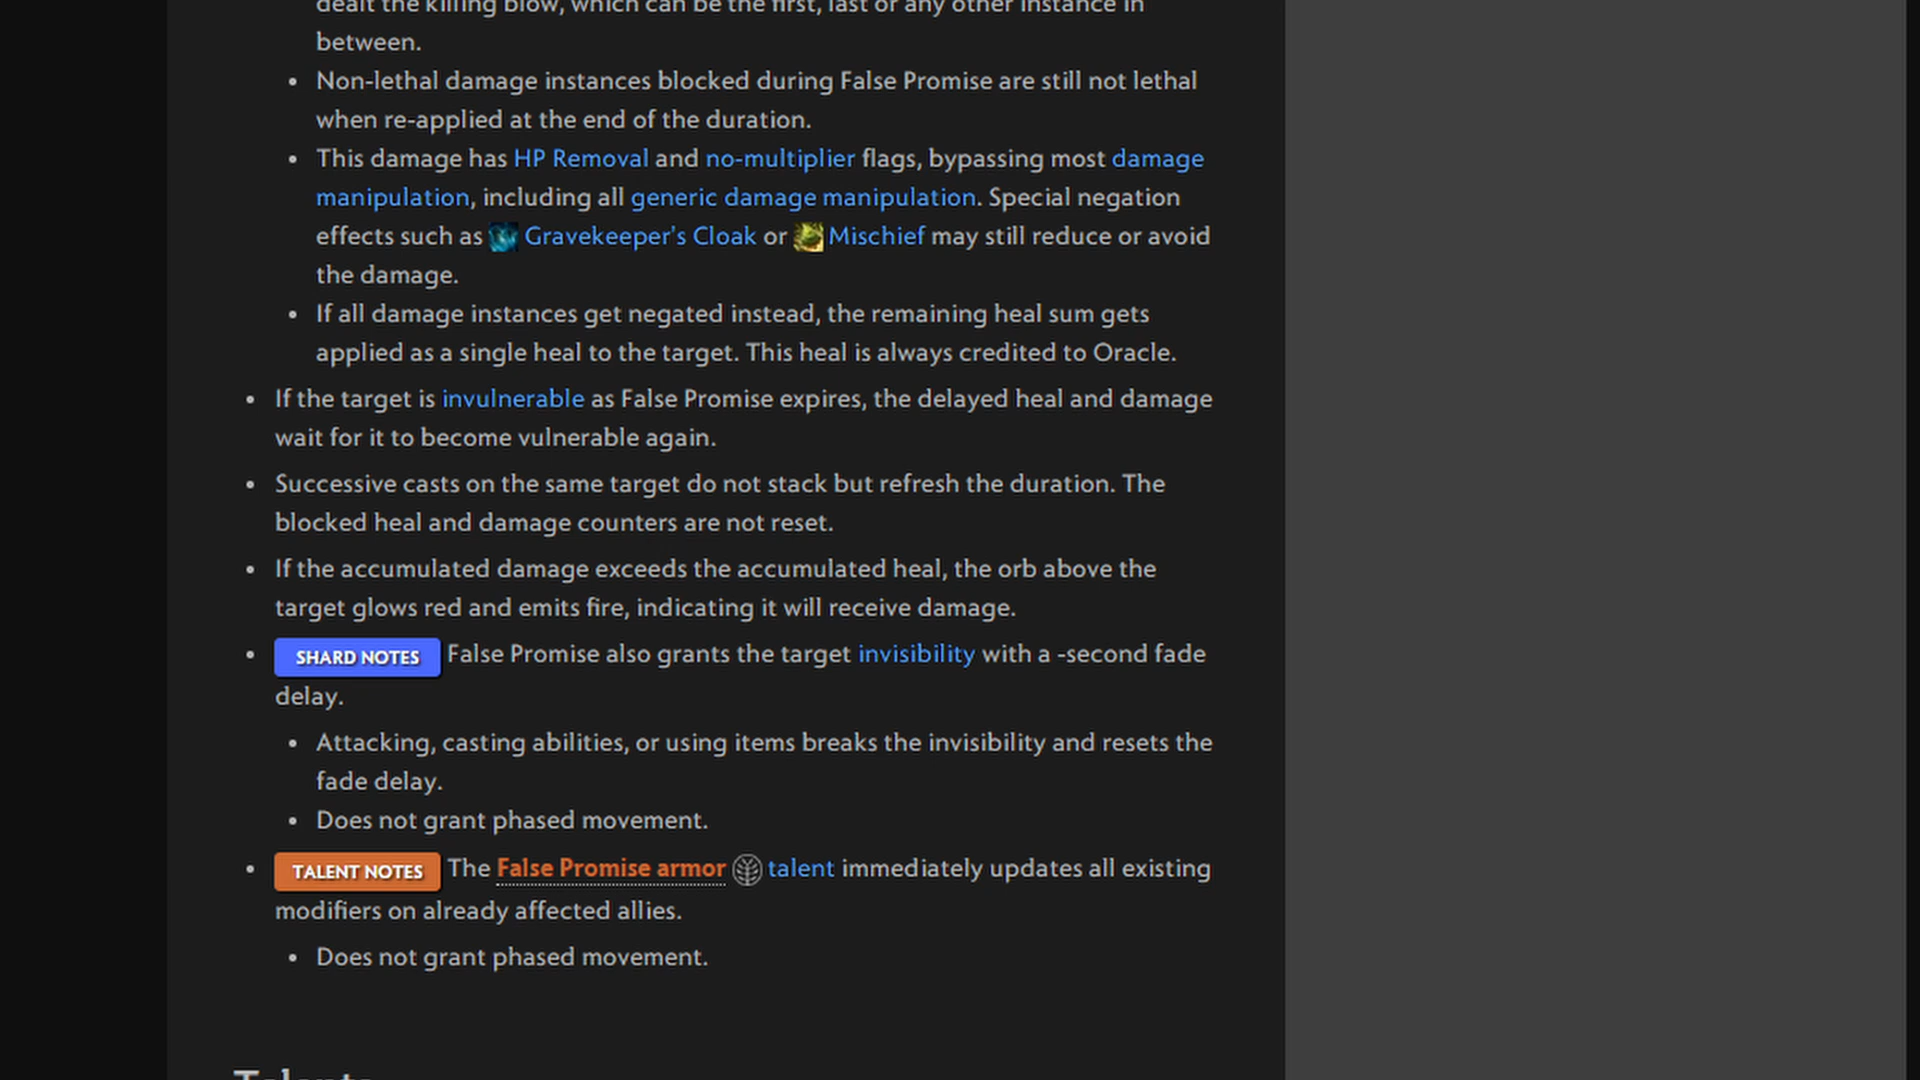 dealt the killing blow, which can be the first, last or any other instance in
between.
Non-lethal damage instances blocked during False Promise are still not lethal
when re-applied at the end of the duration.
This damage has HP Removal and no-multiplier flags, bypassing most damage
manipulation, including all generic damage manipulation. Special negation
effects such as Gravekeeper's Cloak or Mischief may still reduce or avoid
the damage.
If all damage instances get negated instead, the remaining heal sum gets
applied as a single heal to the target. This heal is always credited to Oracle.
If the target is invulnerable as False Promise expires, the delayed heal and damage
wait for it to become vulnerable again.
Successive casts on the same target do not stack but refresh the duration. The
blocked heal and damage counters are not reset.
If the accumulated damage exceeds the accumulated heal, the orb above the
target glows red and emits fire, indicating it will receive damage.
SHARD NOTES False Promise also grants the target invisibility with a -second fade
delay.
Attacking, casting abilities, or using items breaks the invisibility and resets the
fade delay.
Does not grant phased movement.
TALENT NOTES The False Promise armor talent immediately updates all existing
modifiers on already affected allies.
Does not grant phased movement.
Talents